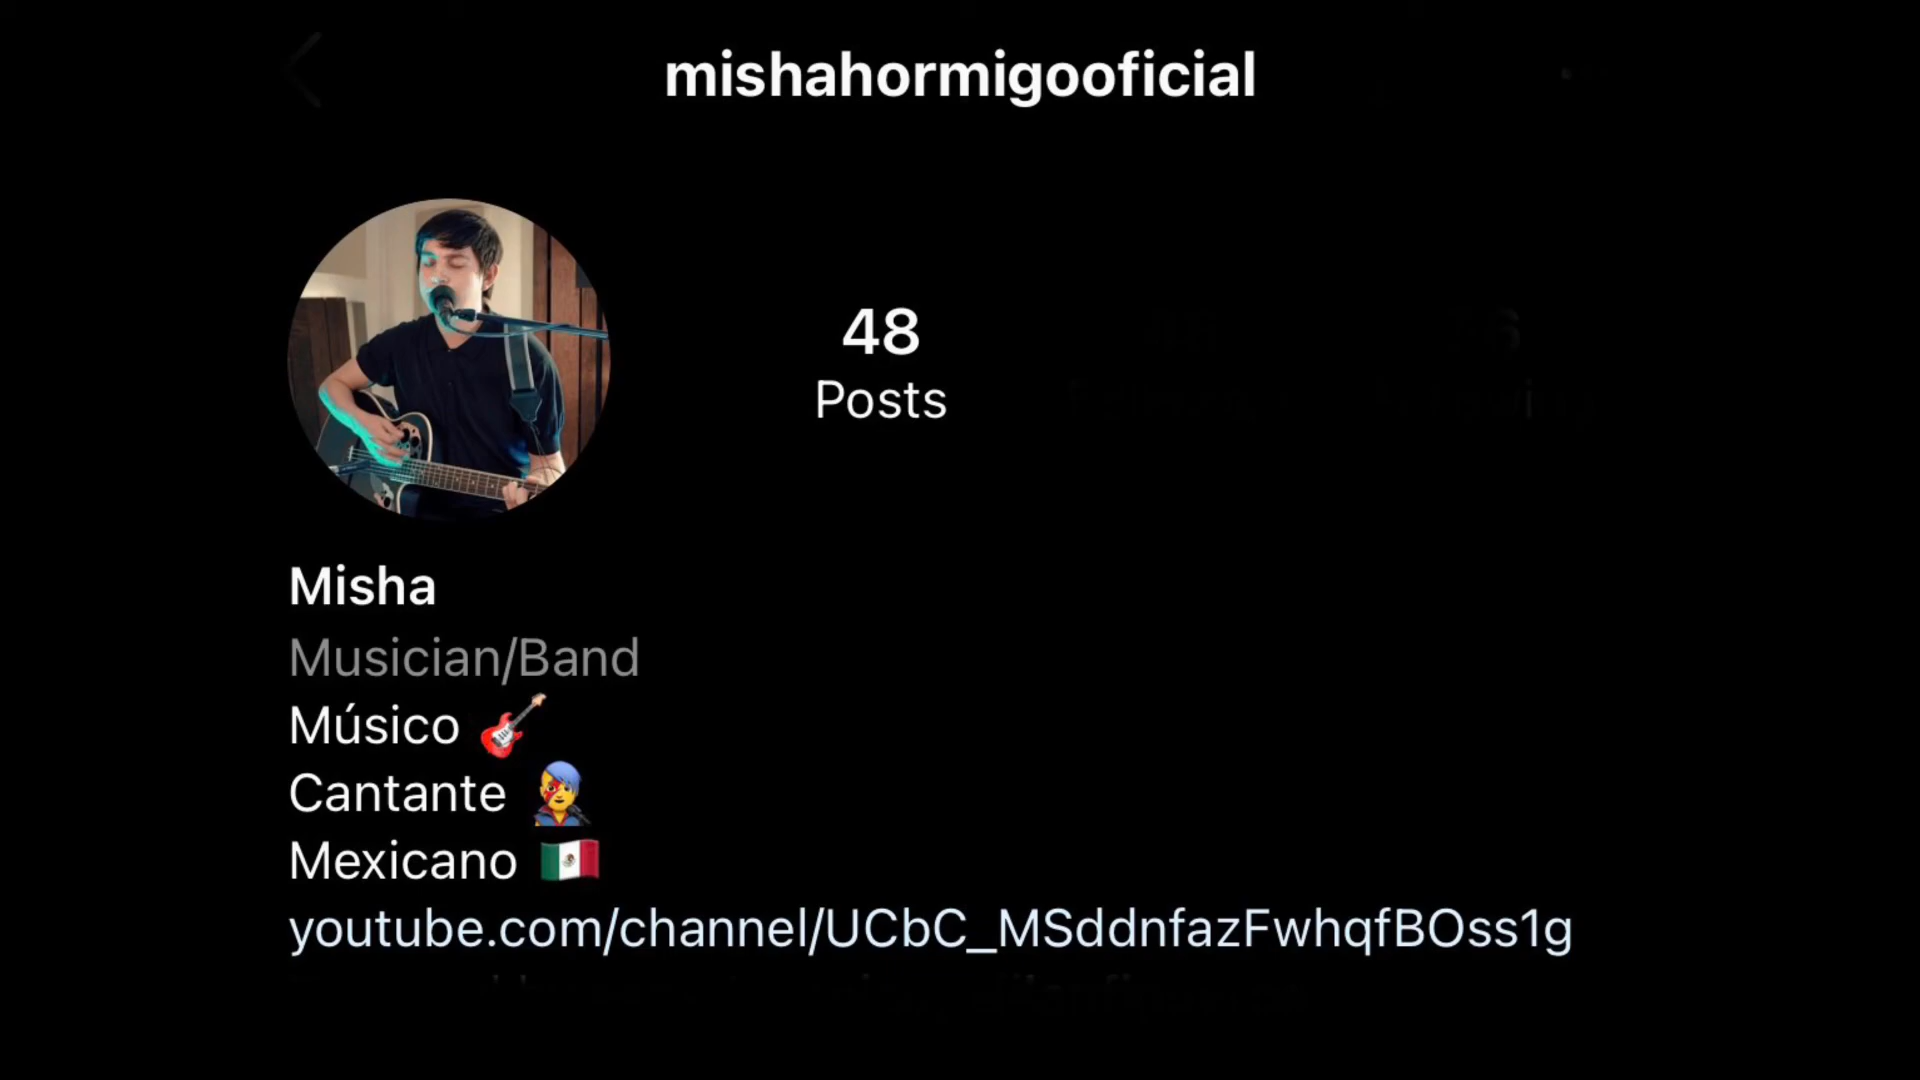 mishahormigooficial
48
Posts
Misha
Musician/Band
Músico 🎸
Cantante 👨‍🎤
Mexicano 🇲🇽
youtube.com/channel/UCbC_MSddnfazFwhqfBOss1g